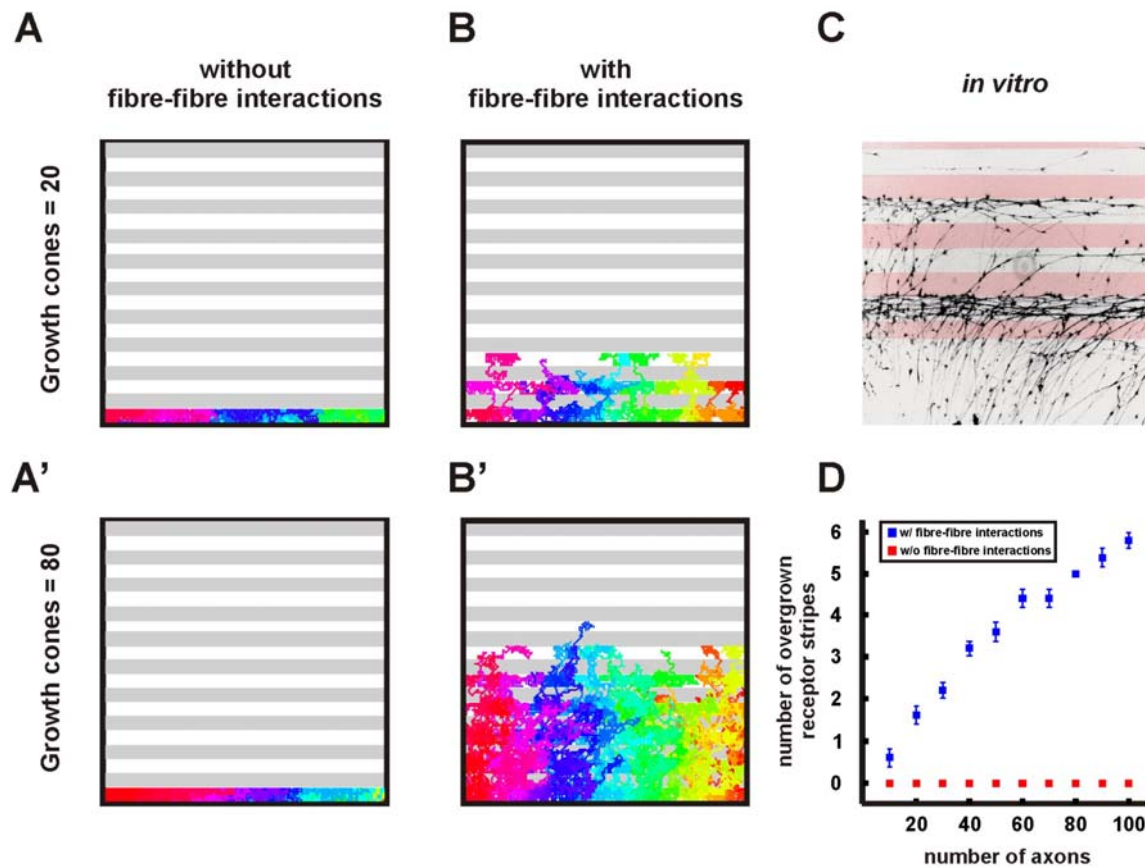 A
B
C
without
fibre-fibre interactions
with
fibre-fibre interactions
in vitro
Growth cones = 20
A'
B'
D
Growth cones = 80
number of overgrown
receptor stripes
6
5
4
3
2
1
0
w/ fibre-fibre interactions
w/o fibre-fibre interactions
20
40
60
80
100
number of axons